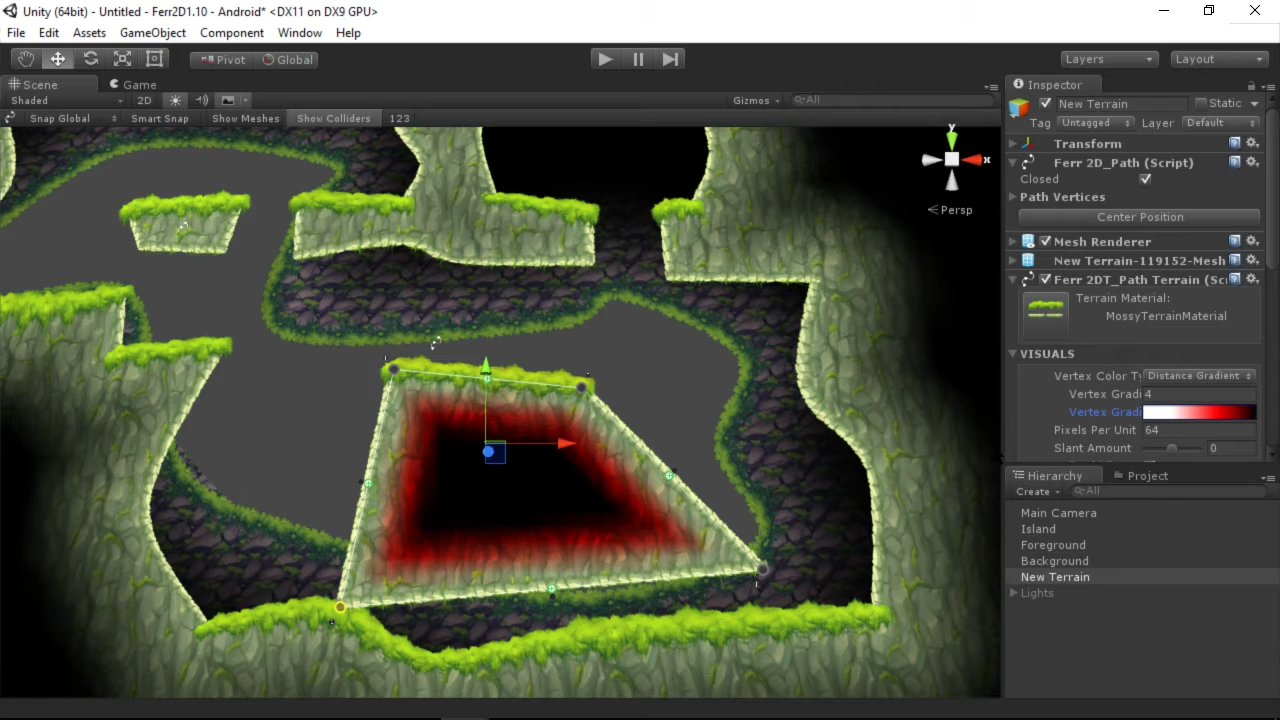 Unity (64bit) - Untitled - Ferr2D1.10 - Android* <DX11 on DX9 GPU>
File Edit Assets GameObject Component Window Help
Pivot Global Layers Layout
Scene Game
Shaded 2D Gizmos All
Snap Global Smart Snap Show Meshes Show Colliders 123
y
x
Persp
Inspector
New Terrain Static
Tag Untagged Layer Default
Transform
Ferr 2D_Path (Script)
Closed
Path Vertices
Center Position
Mesh Renderer
New Terrain-119152-Mesh
Ferr 2DT_Path Terrain (Sci
Terrain Material:
MossyTerrainMaterial
VISUALS
Vertex Color Ty Distance Gradient
Vertex Gradi 4
Vertex Gradi
Pixels Per Unit 64
Slant Amount 0
Hierarchy Project
Create All
Main Camera
Island
Foreground
Background
New Terrain
Lights